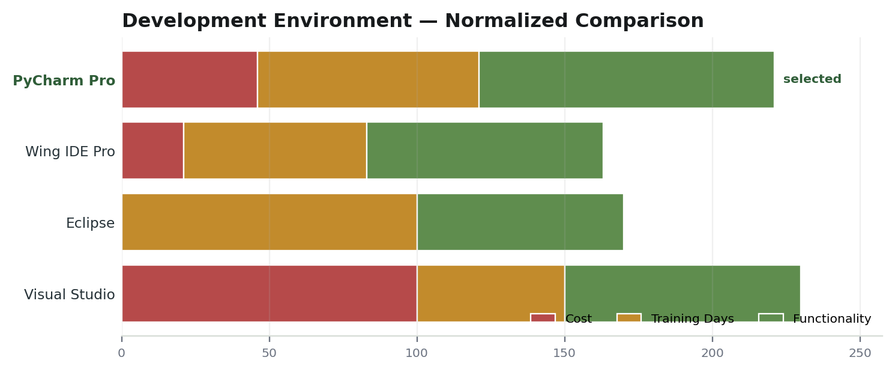 Development Environment — Normalized Comparison
PyCharm Pro
selected
Wing IDE Pro
Eclipse
Visual Studio
Cost
Training Days
Functionality
0
50
100
150
200
250